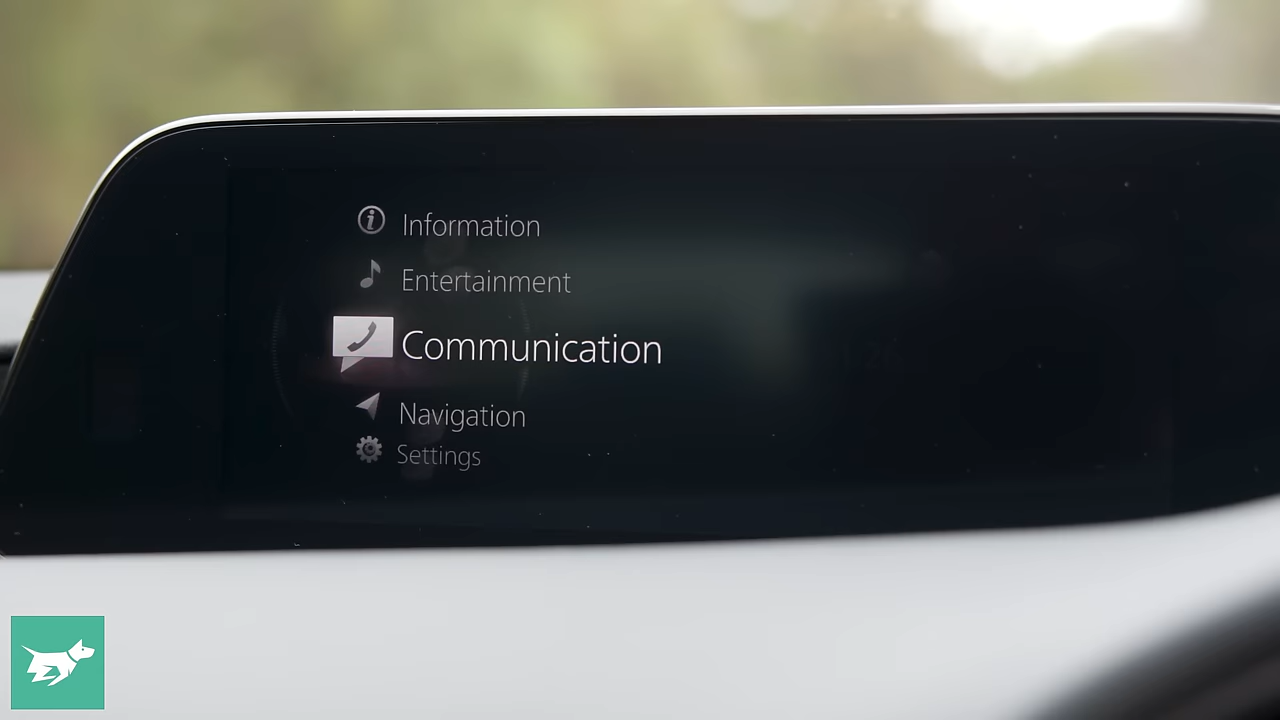 Information
Entertainment
Communication
Navigation
Settings